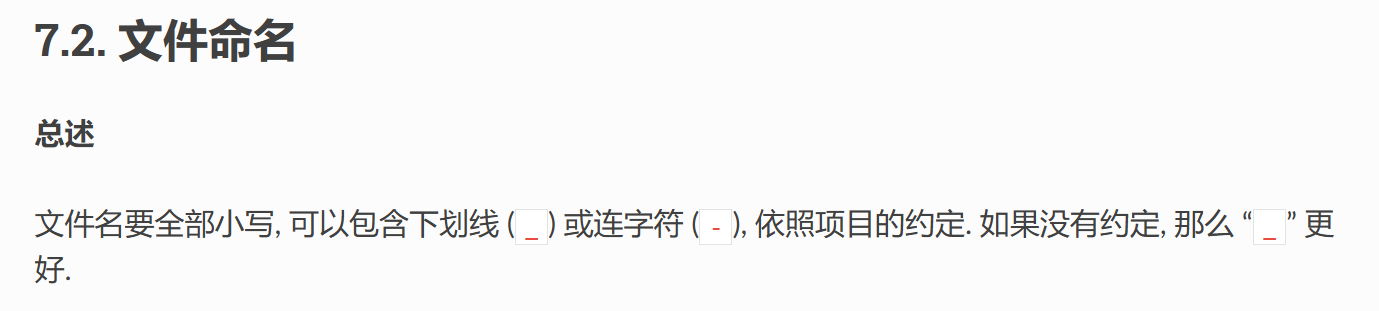 7.2. 文件命名
总述
文件名要全部小写, 可以包含下划线 ( _ ) 或连字符 ( - ), 依照项目的约定. 如果没有约定, 那么 “ _ ” 更
好.